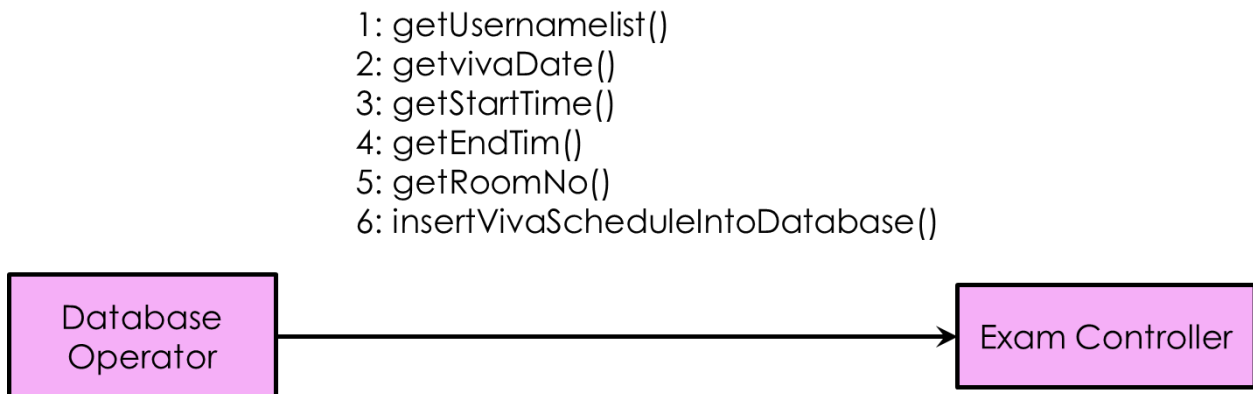 1: getUsernamelist()
2: getvivaDate()
3: getStartTime()
4: getEndTim()
5: getRoomNo()
6: insertVivaScheduleIntoDatabase()
Database
Operator
Exam Controller